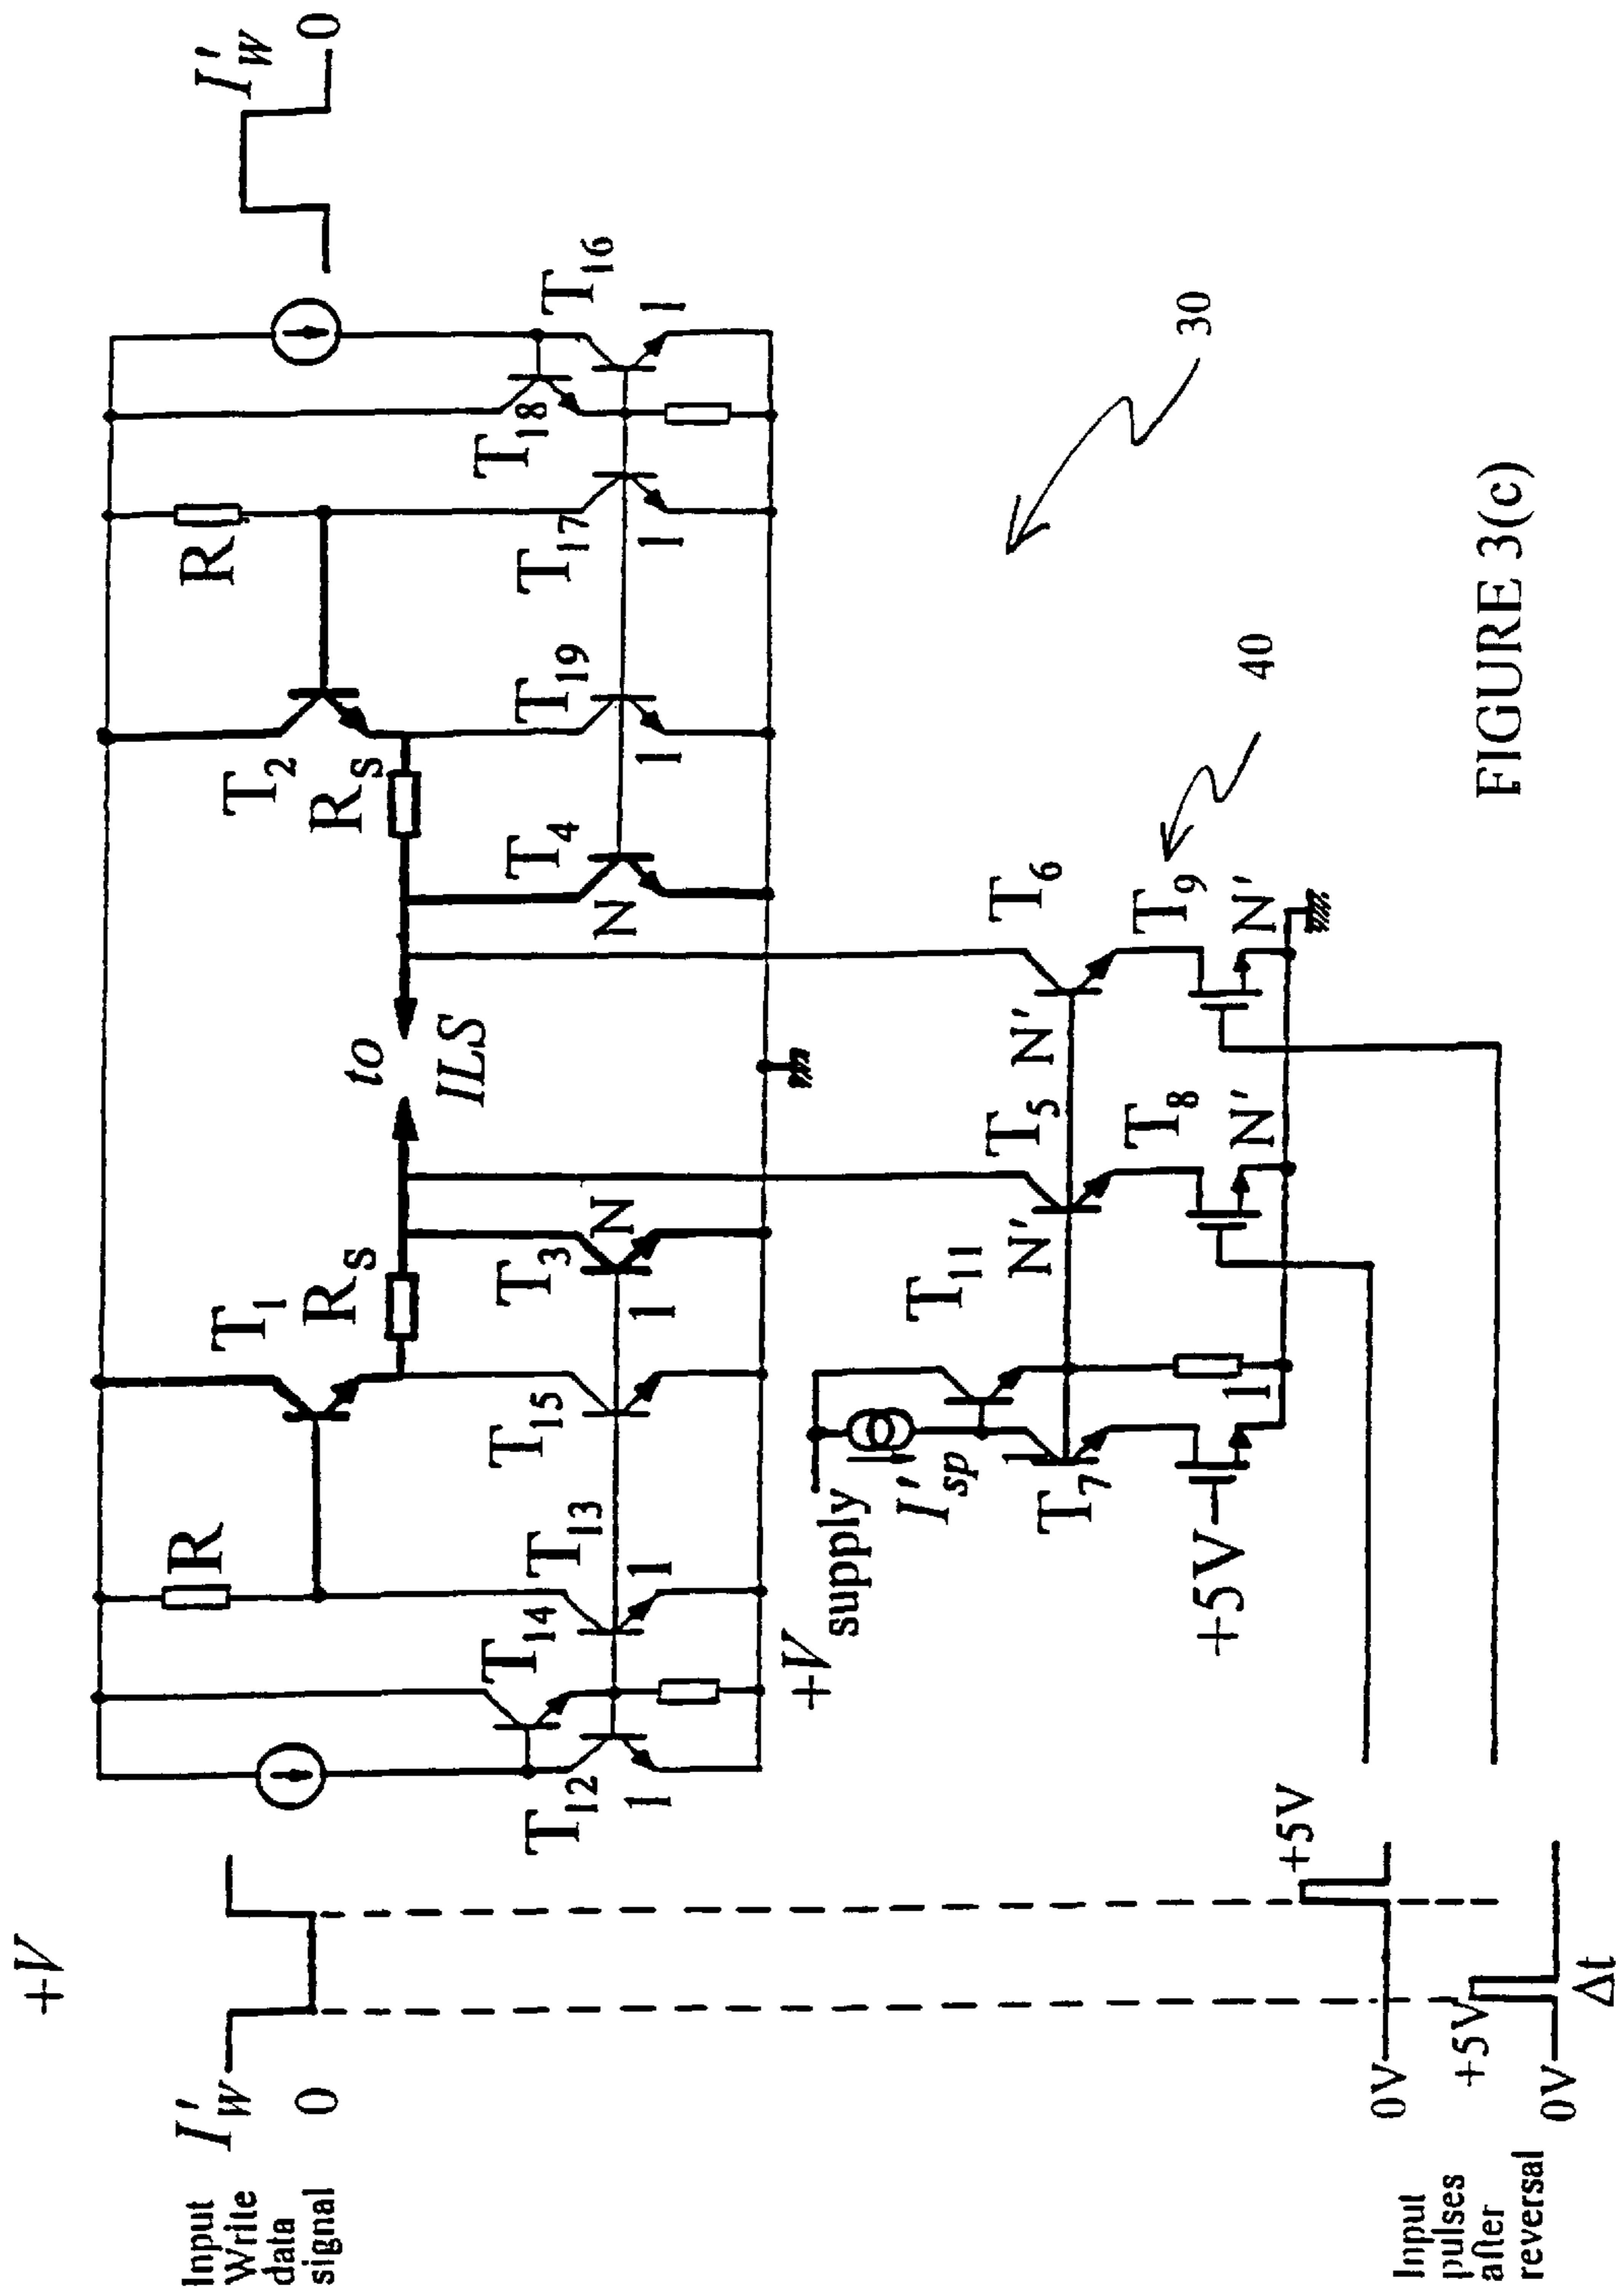 +V
I'W
0
Input
Write
data
signal
R
T1
RS
to
ILS
RS
T2
R
I'W
0
T12
1
T14
T13
1
T15
T3
1
N
T4
N
T19
1
T17
1
T18
T16
1
+V supply
I'sp
T11
T7
1
1
+5V
T5
N'
T6
N'
T8
N'
T9
N'
30
40
+5V
0V
+5V
0V
Δt
Input
pulses
after
reversal
FIGURE 3(c)